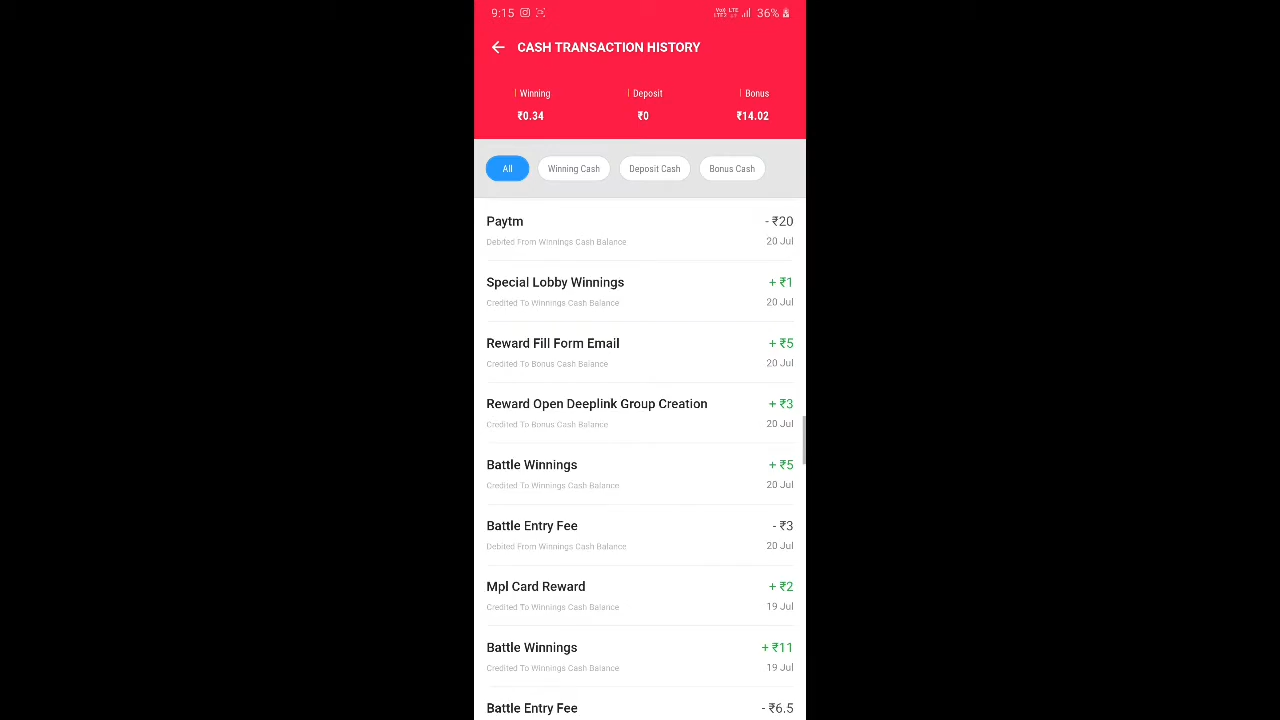 9:15 36%
CASH TRANSACTION HISTORY
Winning Deposit Bonus
₹0.34 ₹0 ₹14.02
All Winning Cash Deposit Cash Bonus Cash
Paytm - ₹20
Debited From Winnings Cash Balance 20 Jul
Special Lobby Winnings + ₹1
Credited To Winnings Cash Balance 20 Jul
Reward Fill Form Email + ₹5
Credited To Bonus Cash Balance 20 Jul
Reward Open Deeplink Group Creation + ₹3
Credited To Bonus Cash Balance 20 Jul
Battle Winnings + ₹5
Credited To Winnings Cash Balance 20 Jul
Battle Entry Fee - ₹3
Debited From Winnings Cash Balance 20 Jul
Mpl Card Reward + ₹2
Credited To Winnings Cash Balance 19 Jul
Battle Winnings + ₹11
Credited To Winnings Cash Balance 19 Jul
Battle Entry Fee - ₹6.5